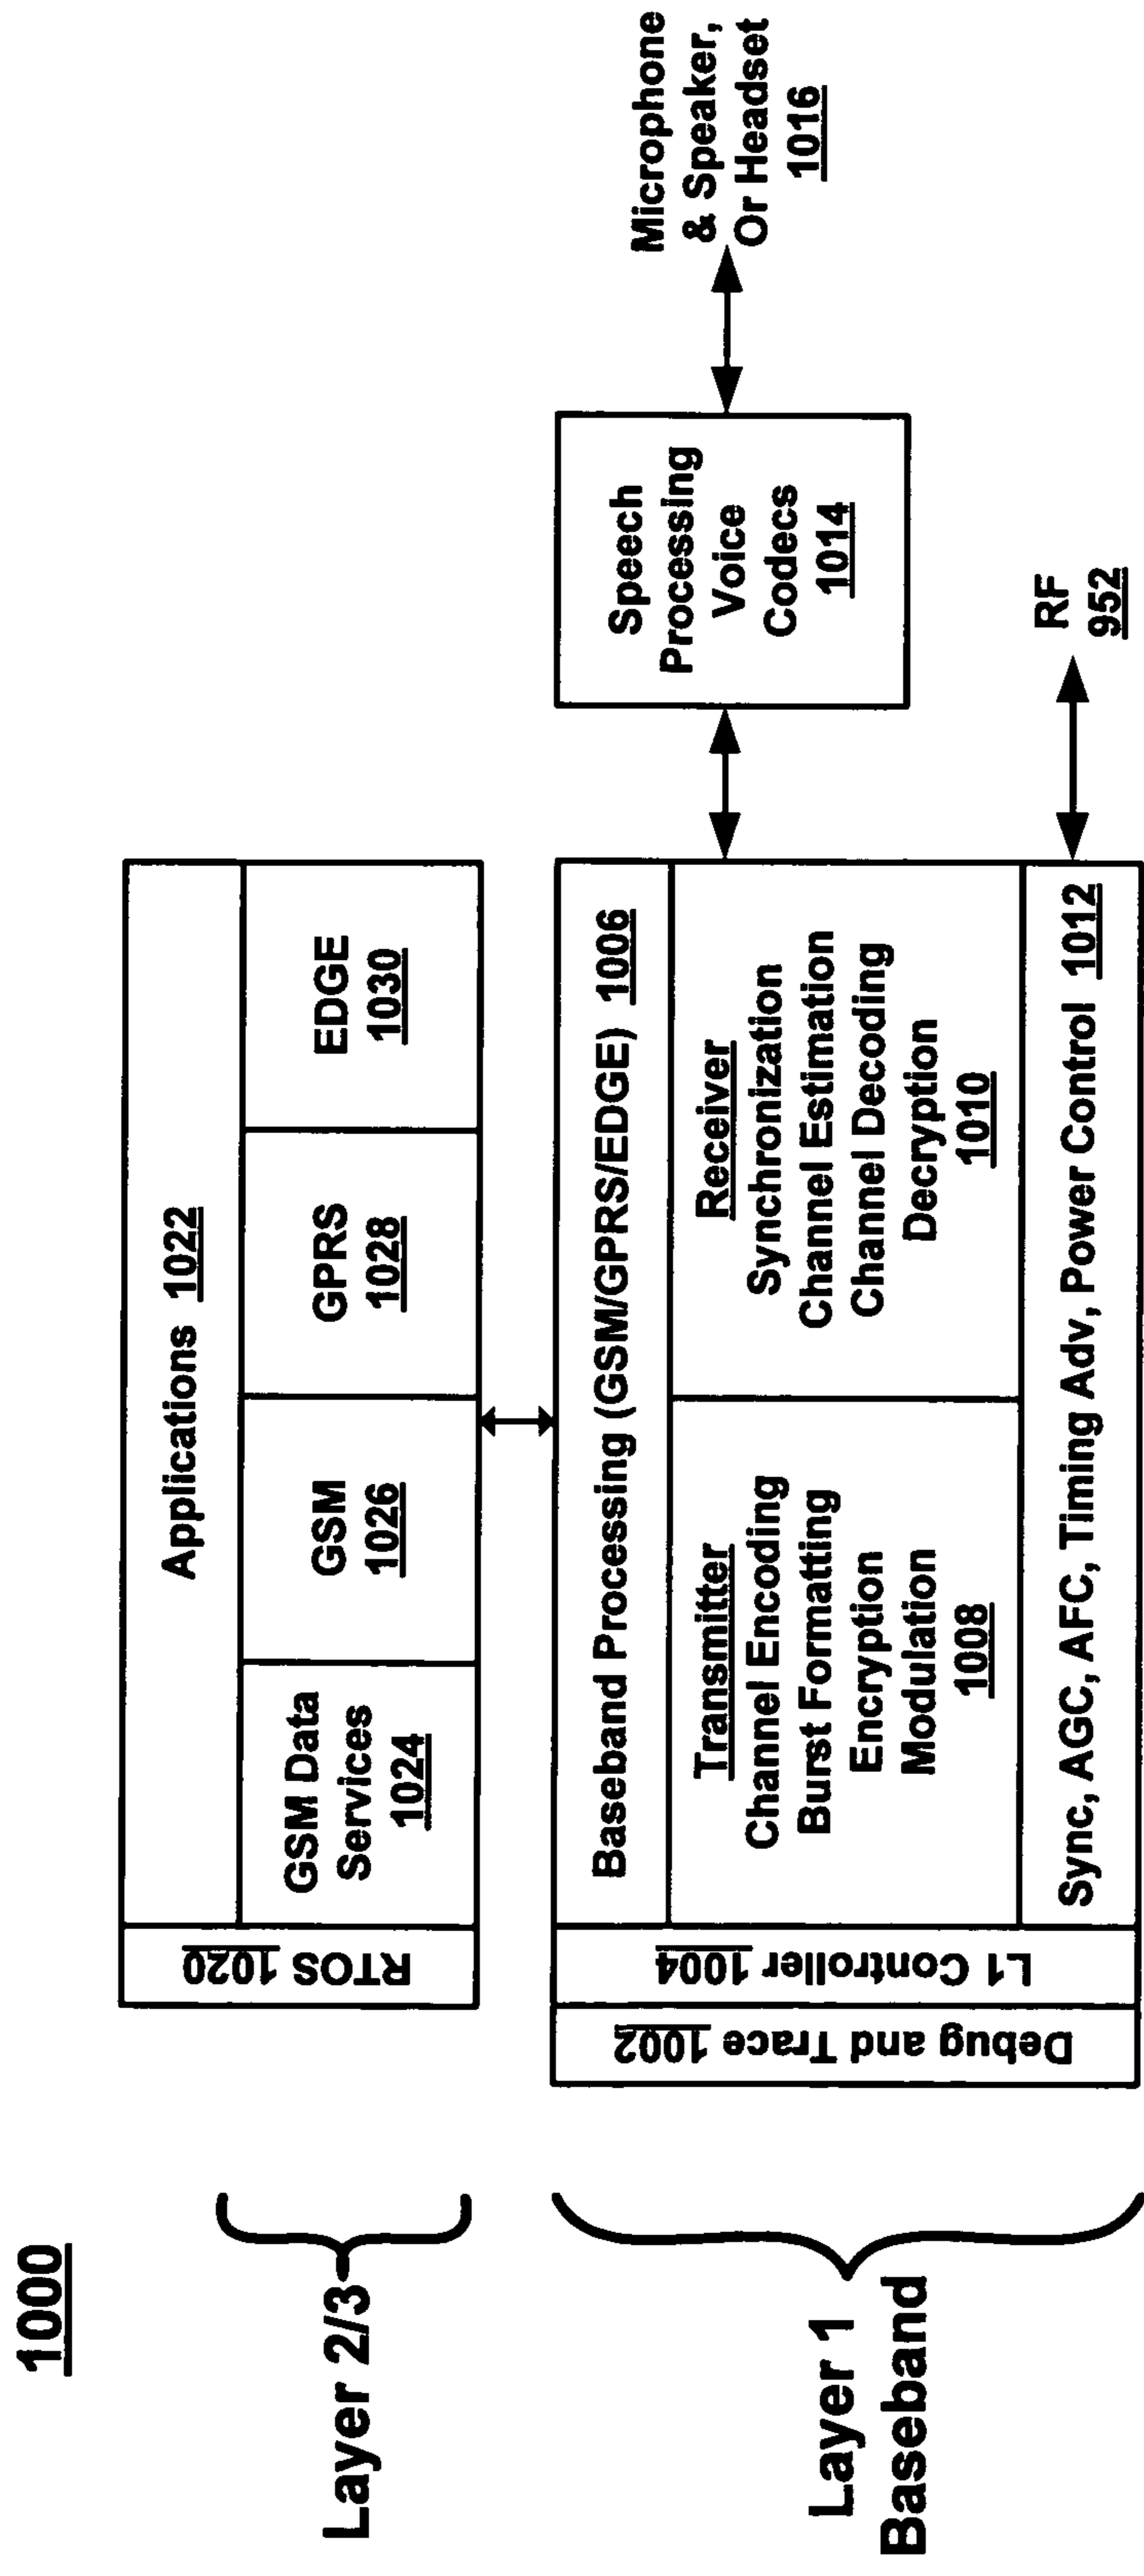 1000
Layer 2/3
RTOS 1020
Applications 1022
GSM Data
Services
1024
GSM
1026
GPRS
1028
EDGE
1030
Layer 1
Baseband
Debug and Trace 1002
L1 Controller 1004
Baseband Processing (GSM/GPRS/EDGE) 1006
Transmitter
Channel Encoding
Burst Formatting
Encryption
Modulation
1008
Receiver
Synchronization
Channel Estimation
Channel Decoding
Decryption
1010
Sync, AGC, AFC, Timing Adv, Power Control 1012
Speech
Processing
Voice
Codecs
1014
Microphone
& Speaker,
Or Headset
1016
RF
952